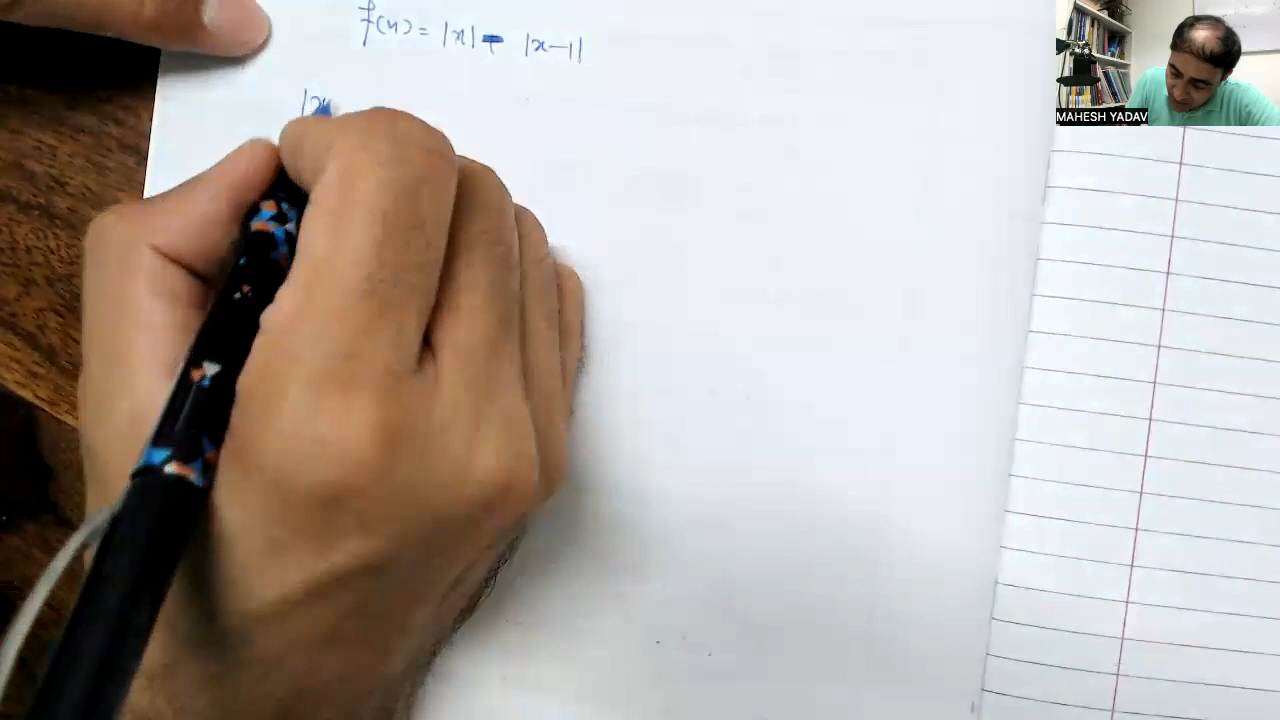 f(x) = |x| - |x-1|
|x
MAHESH YADAV